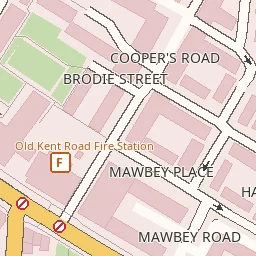 COOPER'S ROAD
BRODIE STREET
Old Kent Road Fire Station
F
MAWBEY PLACE
HA
MAWBEY ROAD